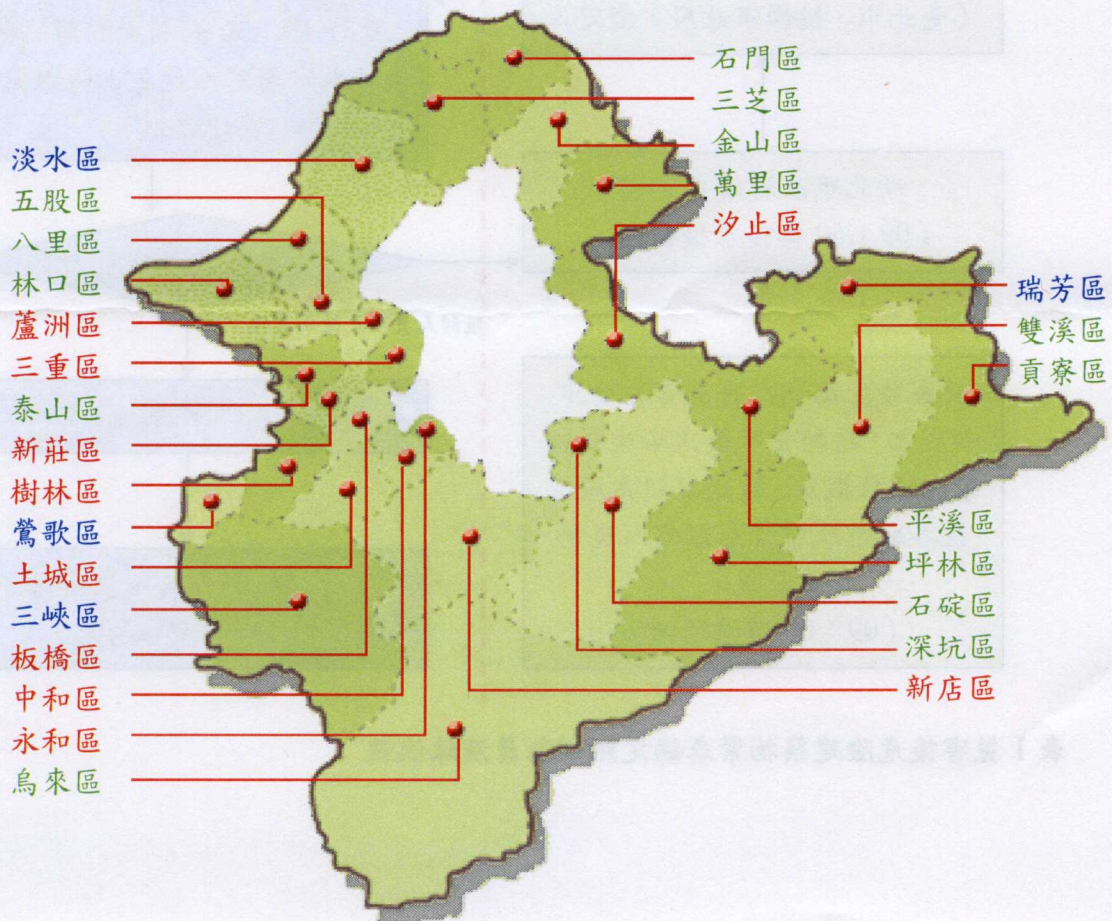 石門區
三芝區
金山區
萬里區
汐止區
淡水區
五股區
八里區
林口區
蘆洲區
三重區
泰山區
新莊區
樹林區
鶯歌區
土城區
三峽區
板橋區
中和區
永和區
烏來區
瑞芳區
雙溪區
貢寮區
平溪區
坪林區
石碇區
深坑區
新店區